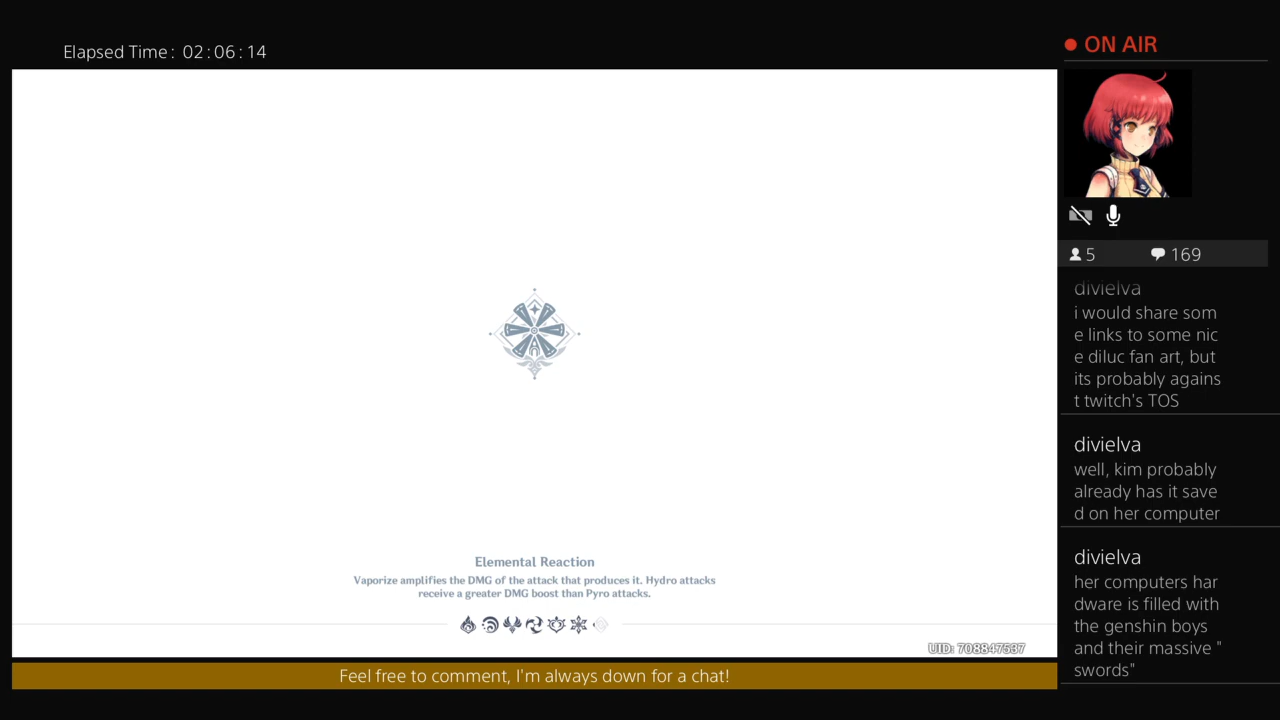 Elapsed Time: 02:06:14
ON AIR
5 169
divielva
i would share som
e links to some nic
e diluc fan art, but
its probably agains
t twitch's TOS
divielva
well, kim probably
already has it save
d on her computer
divielva
her computers har
dware is filled with
the genshin boys
and their massive "
swords"
Elemental Reaction
Vaporize amplifies the DMG of the attack that produces it. Hydro attacks
receive a greater DMG boost than Pyro attacks.
UID: 708847537
Feel free to comment, I'm always down for a chat!